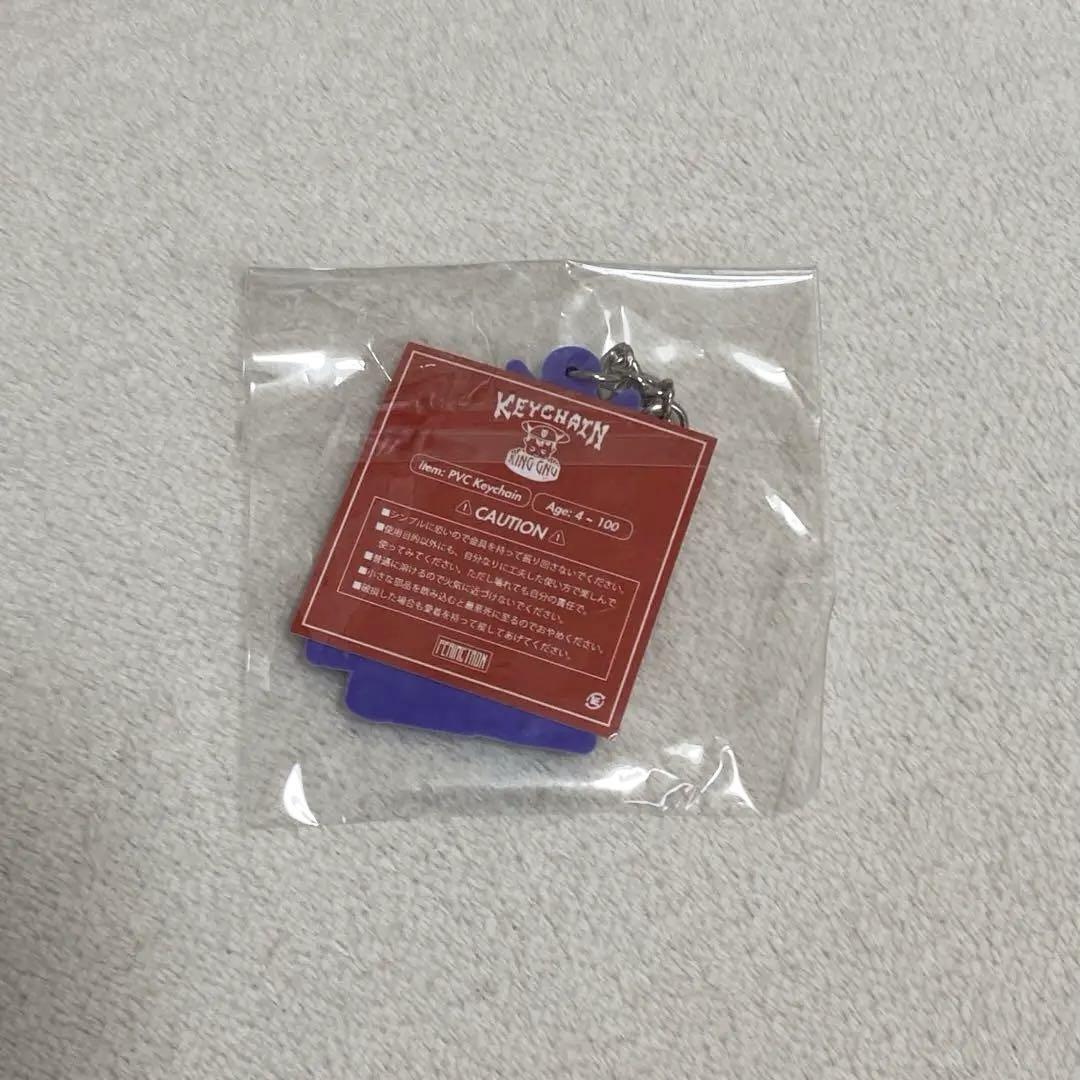 KEYCHAIN
KING GNU
Item: PVC Keychain
Age: 4 ~ 100
CAUTION
■シンプルに危いので金具を持って振り回さないでください。
■使用目的以外にも、自分なりに工夫した使い方で楽しんで
使ってみてください。ただし壊れても自分の責任で。
■普通に溶けるので火気に近づけないでください。
■小さな部品を飲み込むと最悪死に至るのでおやめください。
■破損した場合も愛着を持って接してあげてください。
PERIMETRON